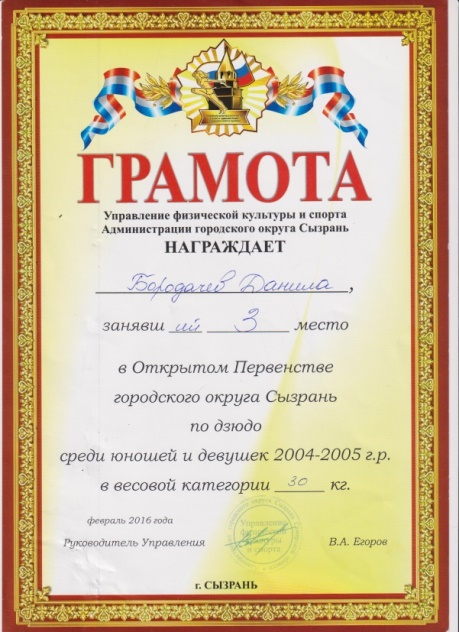 ГРАМОТА
Управление физической культуры и спорта
Администрации городского округа Сызрань
НАГРАЖДАЕТ
Бородачев Данила,
занявш ий 3 место
в Открытом Первенстве
городского округа Сызрань
по дзюдо
среди юношей и девушек 2004-2005 г.р.
в весовой категории 30 кг.
февраль 2016 года
Руководитель Управления В.А. Егоров
Управление
физической
культуры
и спорта
г. СЫЗРАНЬ